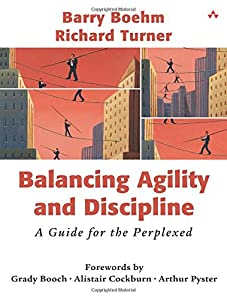 Barry Boehm
Richard Turner
Balancing Agility
and Discipline
A Guide for the Perplexed
Forewords by
Grady Booch • Alistair Cockburn • Arthur Pyster